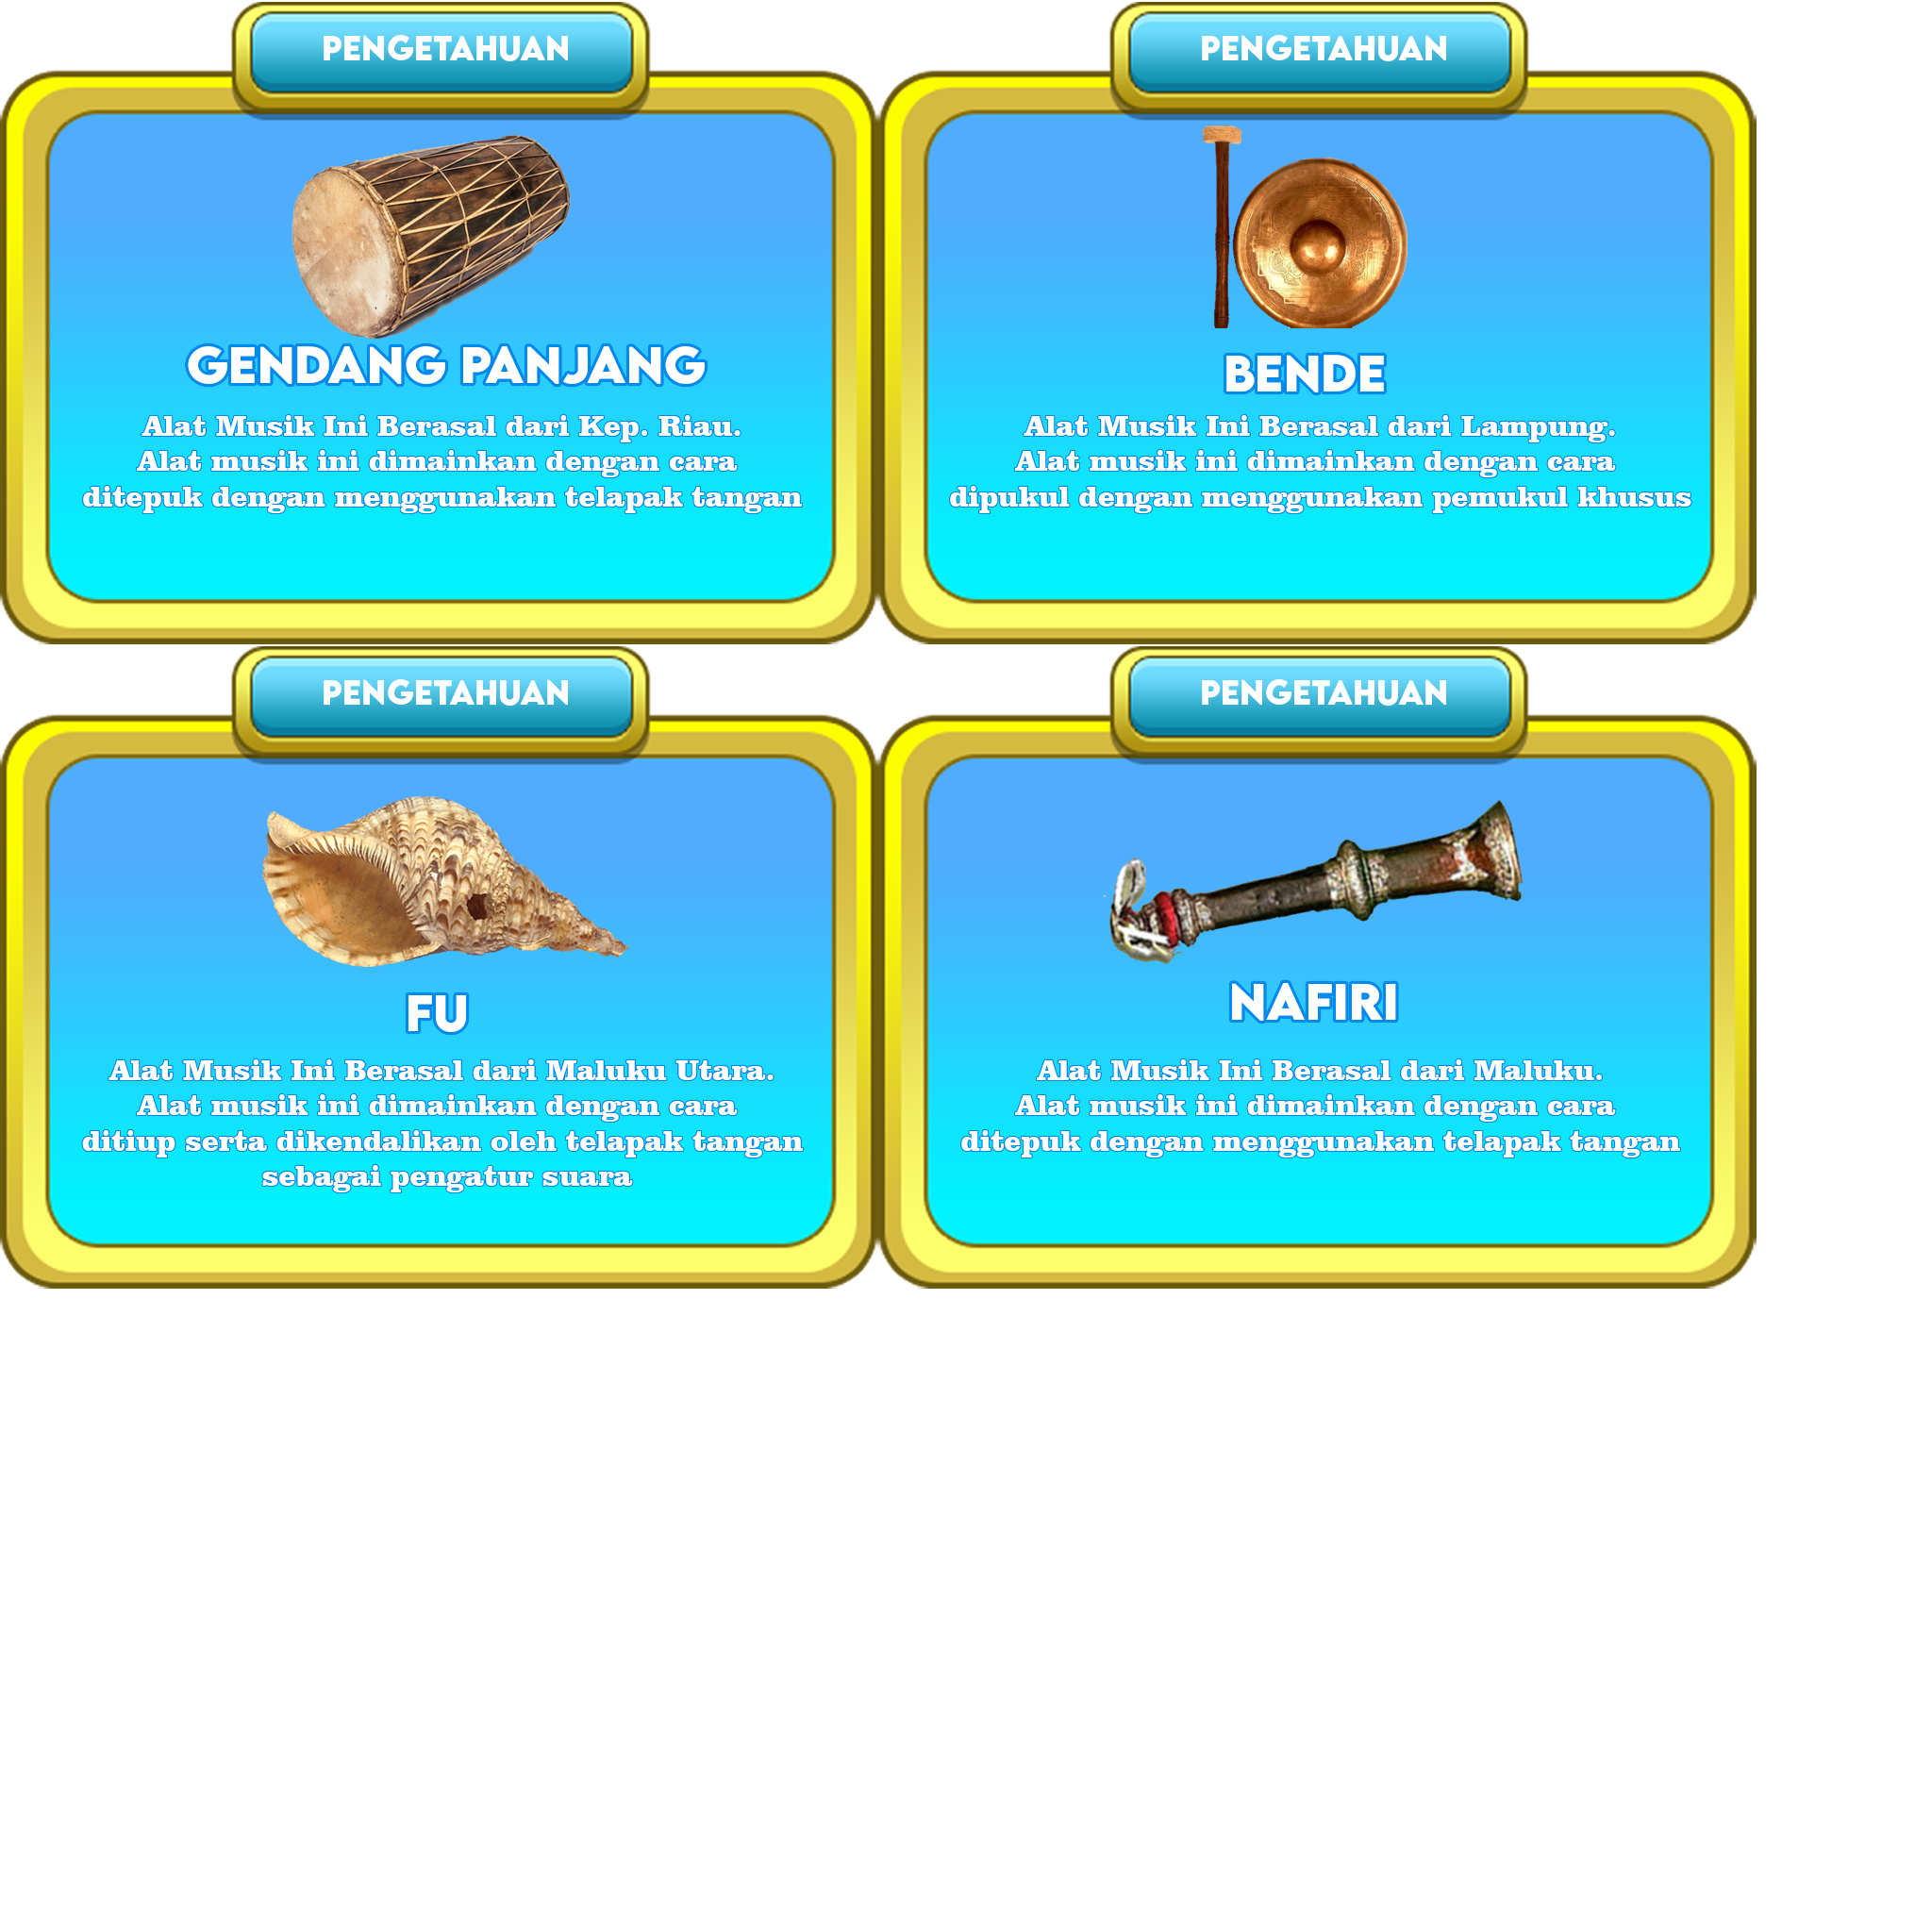 PENGETAHUAN
GENDANG PANJANG
Alat Musik Ini Berasal dari Kep. Riau.
Alat musik ini dimainkan dengan cara
ditepuk dengan menggunakan telapak tangan
PENGETAHUAN
BENDE
Alat Musik Ini Berasal dari Lampung.
Alat musik ini dimainkan dengan cara
dipukul dengan menggunakan pemukul khusus
PENGETAHUAN
FU
Alat Musik Ini Berasal dari Maluku Utara.
Alat musik ini dimainkan dengan cara
ditiup serta dikendalikan oleh telapak tangan
sebagai pengatur suara
PENGETAHUAN
NAFIRI
Alat Musik Ini Berasal dari Maluku.
Alat musik ini dimainkan dengan cara
ditepuk dengan menggunakan telapak tangan